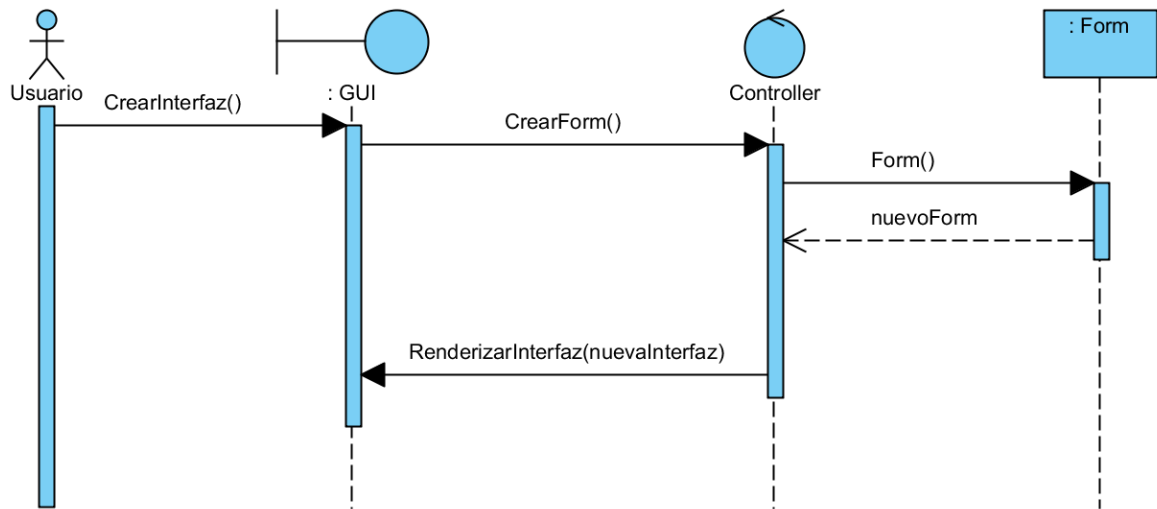 : Form
Usuario
: GUI
Controller
CrearInterfaz()
CrearForm()
Form()
nuevoForm
RenderizarInterfaz(nuevaInterfaz)